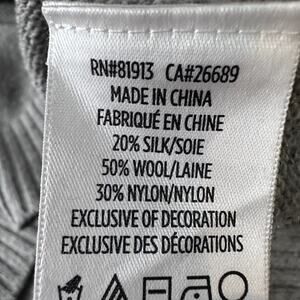 RN#81913 CA#26689
MADE IN CHINA
FABRIQUÉ EN CHINE
20% SILK/SOIE
50% WOOL/LAINE
30% NYLON/NYLON
EXCLUSIVE OF DECORATION
EXCLUSIVE DES DÉCORATIONS